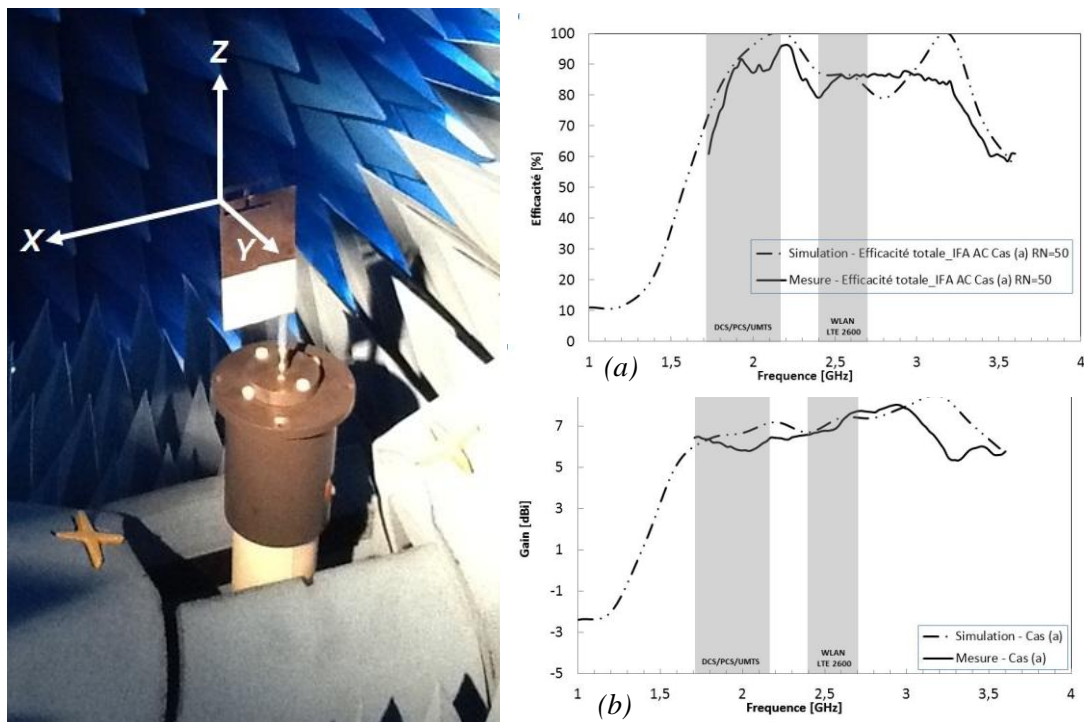 Z
X
Y
100
90
80
70
60
50
40
30
20
10
0
Efficacité [%]
Simulation - Efficacité totale_IFA AC Cas (a) RN=50
Mesure - Efficacité totale_IFA AC Cas (a) RN=50
DCS/PCS/UMTS
WLAN
LTE 2600
1 1,5 2 2,5 3 3,5 4
Frequence [GHz]
(a)
7
5
3
1
-1
-3
-5
Gain [dBi]
Simulation - Cas (a)
Mesure - Cas (a)
DCS/PCS/UMTS
WLAN
LTE 2600
1 1,5 2 2,5 3 3,5 4
Frequence [GHz]
(b)